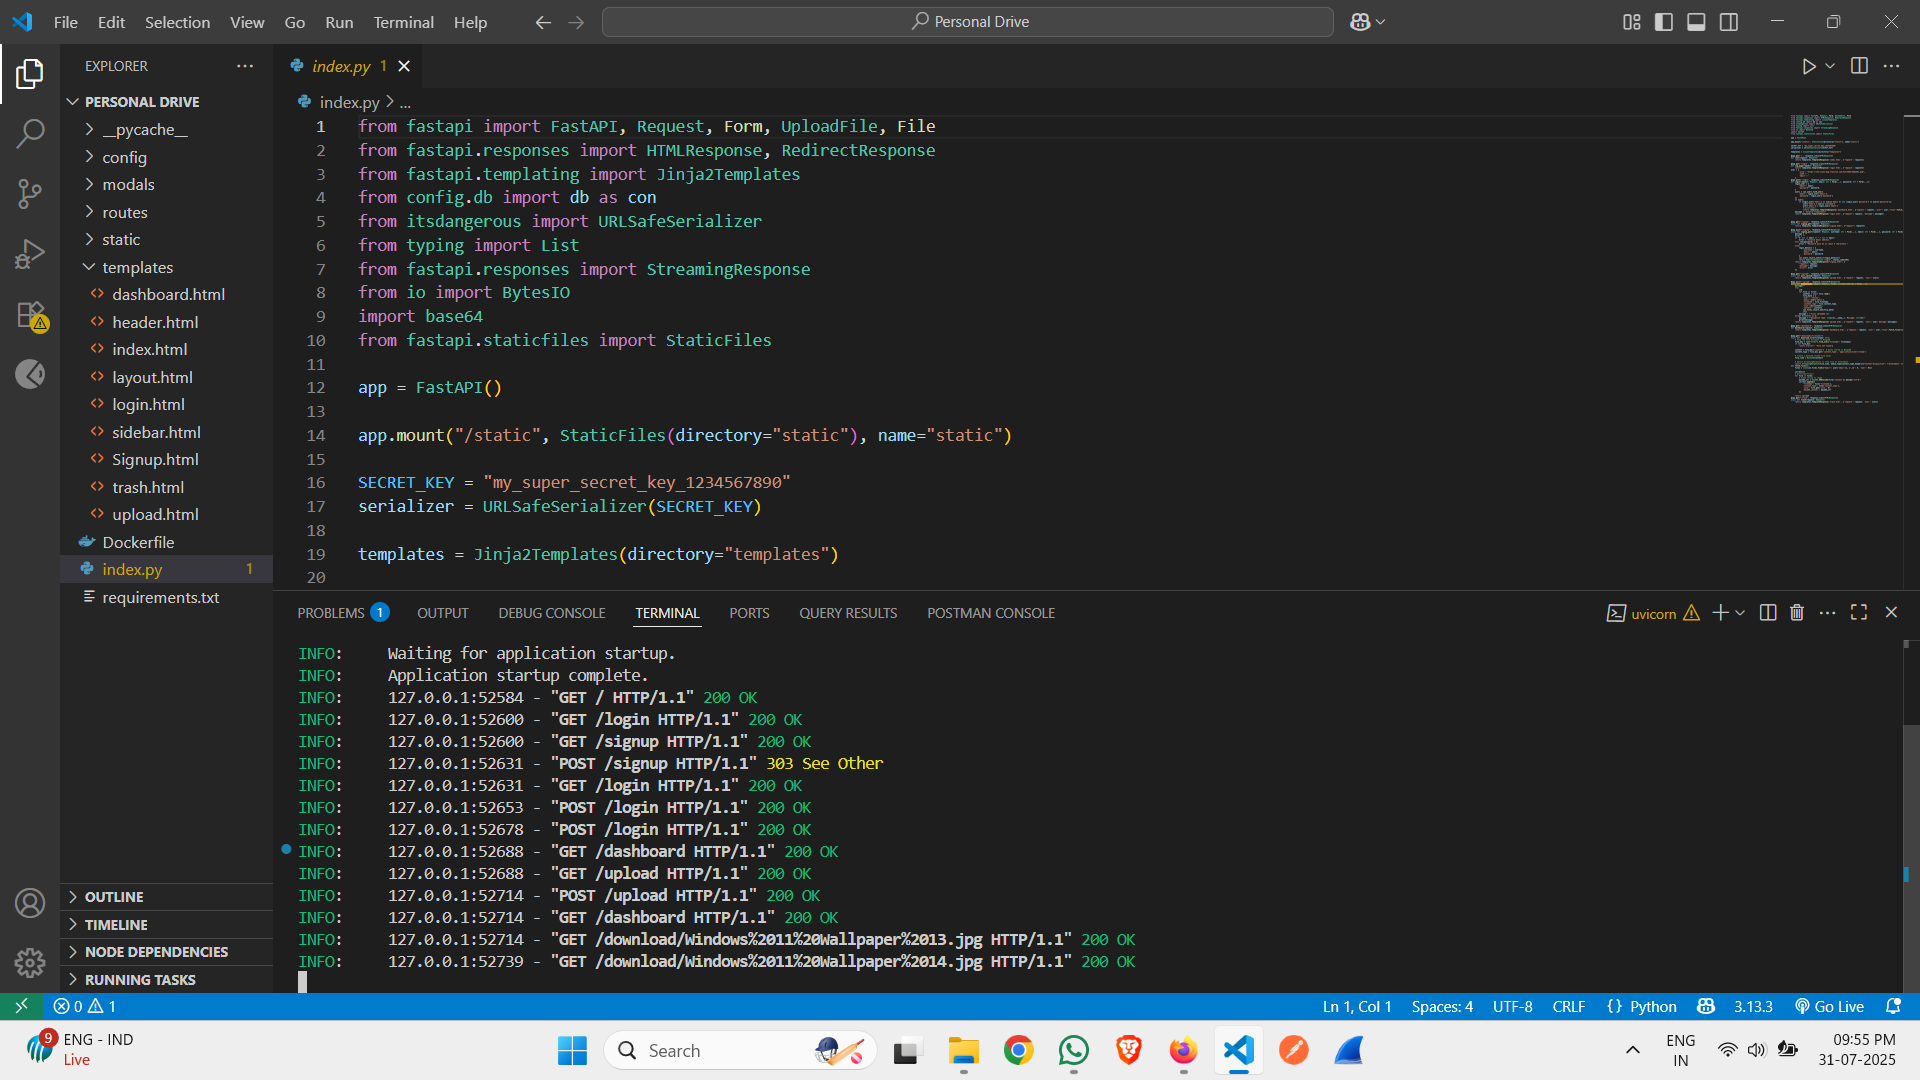 File Edit Selection View Go Run Terminal Help
Personal Drive
EXPLORER
PERSONAL DRIVE
__pycache__
config
modals
routes
static
templates
dashboard.html
header.html
index.html
layout.html
login.html
sidebar.html
Signup.html
trash.html
upload.html
Dockerfile
index.py 1
requirements.txt
OUTLINE
TIMELINE
NODE DEPENDENCIES
RUNNING TASKS
index.py 1
index.py > ...
1 from fastapi import FastAPI, Request, Form, UploadFile, File
2 from fastapi.responses import HTMLResponse, RedirectResponse
3 from fastapi.templating import Jinja2Templates
4 from config.db import db as con
5 from itsdangerous import URLSafeSerializer
6 from typing import List
7 from fastapi.responses import StreamingResponse
8 from io import BytesIO
9 import base64
10 from fastapi.staticfiles import StaticFiles
11
12 app = FastAPI()
13
14 app.mount("/static", StaticFiles(directory="static"), name="static")
15
16 SECRET_KEY = "my_super_secret_key_1234567890"
17 serializer = URLSafeSerializer(SECRET_KEY)
18
19 templates = Jinja2Templates(directory="templates")
20
PROBLEMS 1 OUTPUT DEBUG CONSOLE TERMINAL PORTS QUERY RESULTS POSTMAN CONSOLE
uvicorn
INFO: Waiting for application startup.
INFO: Application startup complete.
INFO: 127.0.0.1:52584 - "GET / HTTP/1.1" 200 OK
INFO: 127.0.0.1:52600 - "GET /login HTTP/1.1" 200 OK
INFO: 127.0.0.1:52600 - "GET /signup HTTP/1.1" 200 OK
INFO: 127.0.0.1:52631 - "POST /signup HTTP/1.1" 303 See Other
INFO: 127.0.0.1:52631 - "GET /login HTTP/1.1" 200 OK
INFO: 127.0.0.1:52653 - "POST /login HTTP/1.1" 200 OK
INFO: 127.0.0.1:52678 - "POST /login HTTP/1.1" 200 OK
INFO: 127.0.0.1:52688 - "GET /dashboard HTTP/1.1" 200 OK
INFO: 127.0.0.1:52688 - "GET /upload HTTP/1.1" 200 OK
INFO: 127.0.0.1:52714 - "POST /upload HTTP/1.1" 200 OK
INFO: 127.0.0.1:52714 - "GET /dashboard HTTP/1.1" 200 OK
INFO: 127.0.0.1:52714 - "GET /download/Windows%2011%20Wallpaper%2013.jpg HTTP/1.1" 200 OK
INFO: 127.0.0.1:52739 - "GET /download/Windows%2011%20Wallpaper%2014.jpg HTTP/1.1" 200 OK
0 1
Ln 1, Col 1 Spaces: 4 UTF-8 CRLF {} Python 3.13.3 Go Live
9
ENG - IND
Live
Search
ENG
IN
09:55 PM
31-07-2025